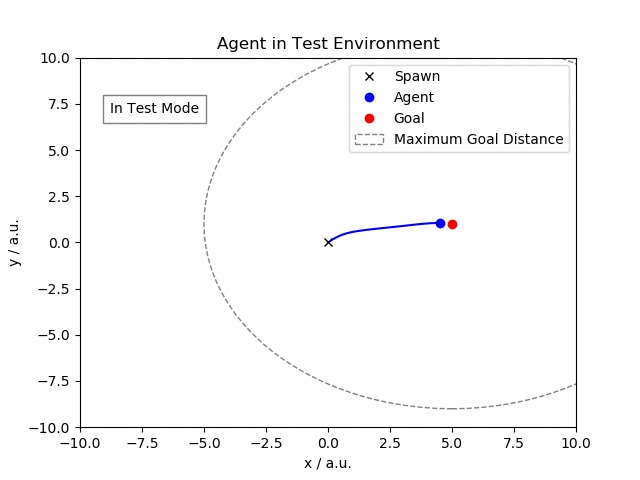 Agent in Test Environment
10.0
7.5
5.0
2.5
0.0
−2.5
−5.0
−7.5
−10.0
y / a.u.
In Test Mode
Spawn
Agent
Goal
Maximum Goal Distance
−10.0 −7.5 −5.0 −2.5 0.0 2.5 5.0 7.5 10.0
x / a.u.